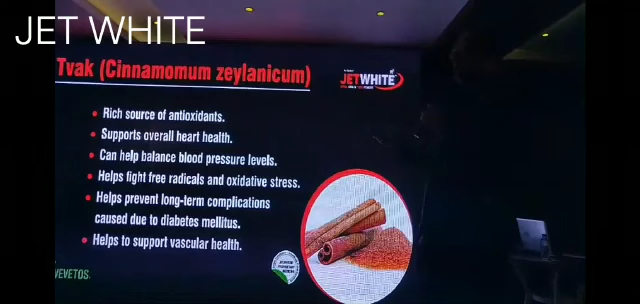 JET WHITE
Tvak (Cinnamomum zeylanicum)
JETWHITE
Rich source of antioxidants.
Supports overall heart health.
Can help balance blood pressure levels.
Helps fight free radicals and oxidative stress.
Helps prevent long-term complications
caused due to diabetes mellitus.
Helps to support vascular health.
VEVETOS.